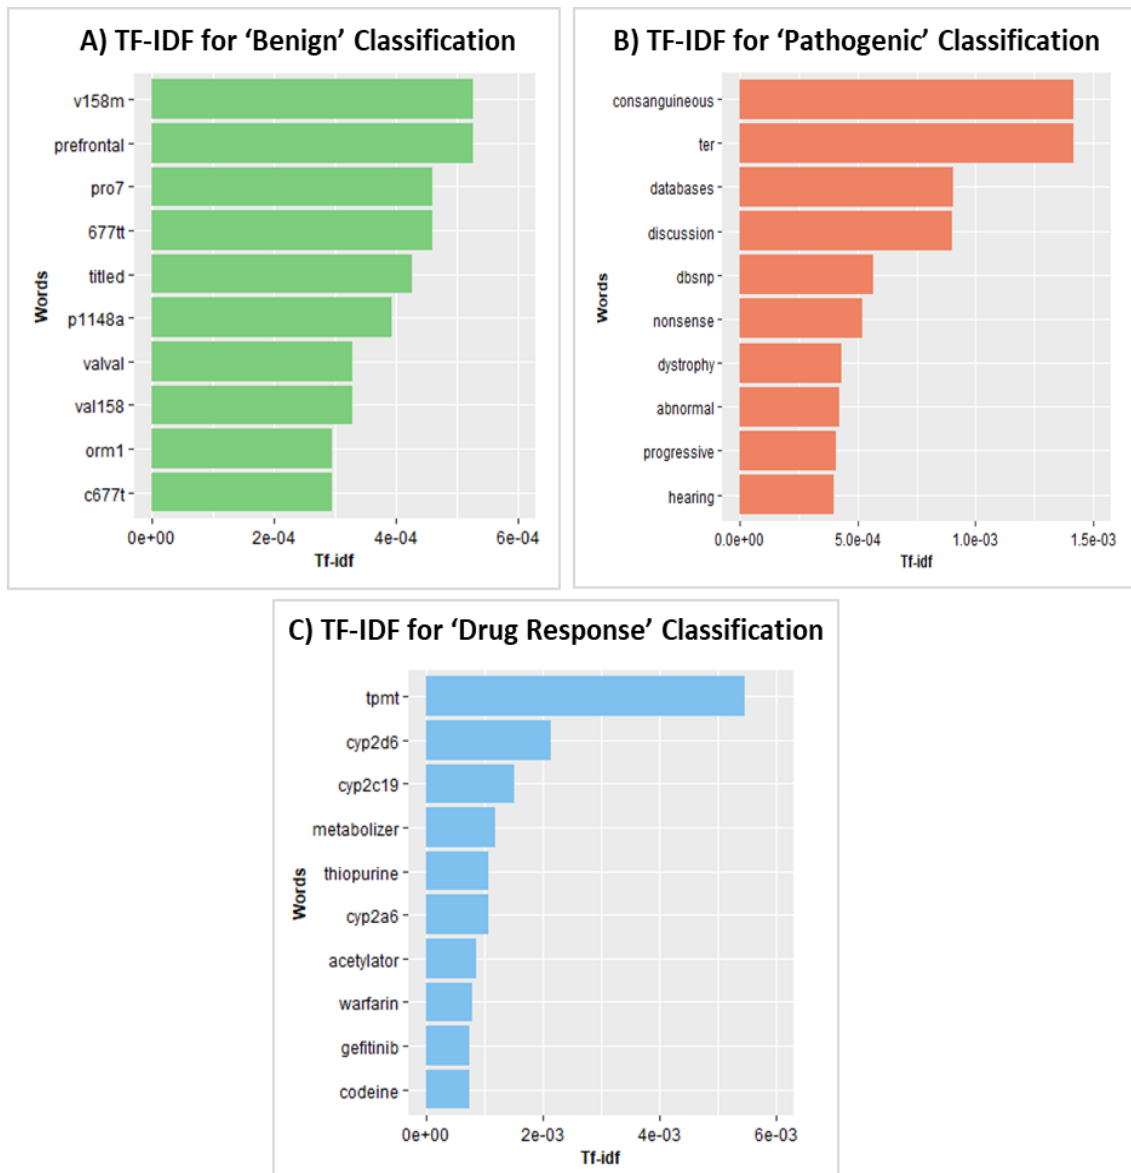 A) TF-IDF for ‘Benign’ Classification
v158m
prefrontal
pro7
677tt
titled
p1148a
valval
val158
orm1
c677t
Words
0e+00 2e-04 4e-04 6e-04
Tf-idf
B) TF-IDF for ‘Pathogenic’ Classification
consanguineous
ter
databases
discussion
dbsnp
nonsense
dystrophy
abnormal
progressive
hearing
Words
0.0e+00 5.0e-04 1.0e-03 1.5e-03
Tf-idf
C) TF-IDF for ‘Drug Response’ Classification
tpmt
cyp2d6
cyp2c19
metabolizer
thiopurine
cyp2a6
acetylator
warfarin
gefitinib
codeine
Words
0e+00 2e-03 4e-03 6e-03
Tf-idf